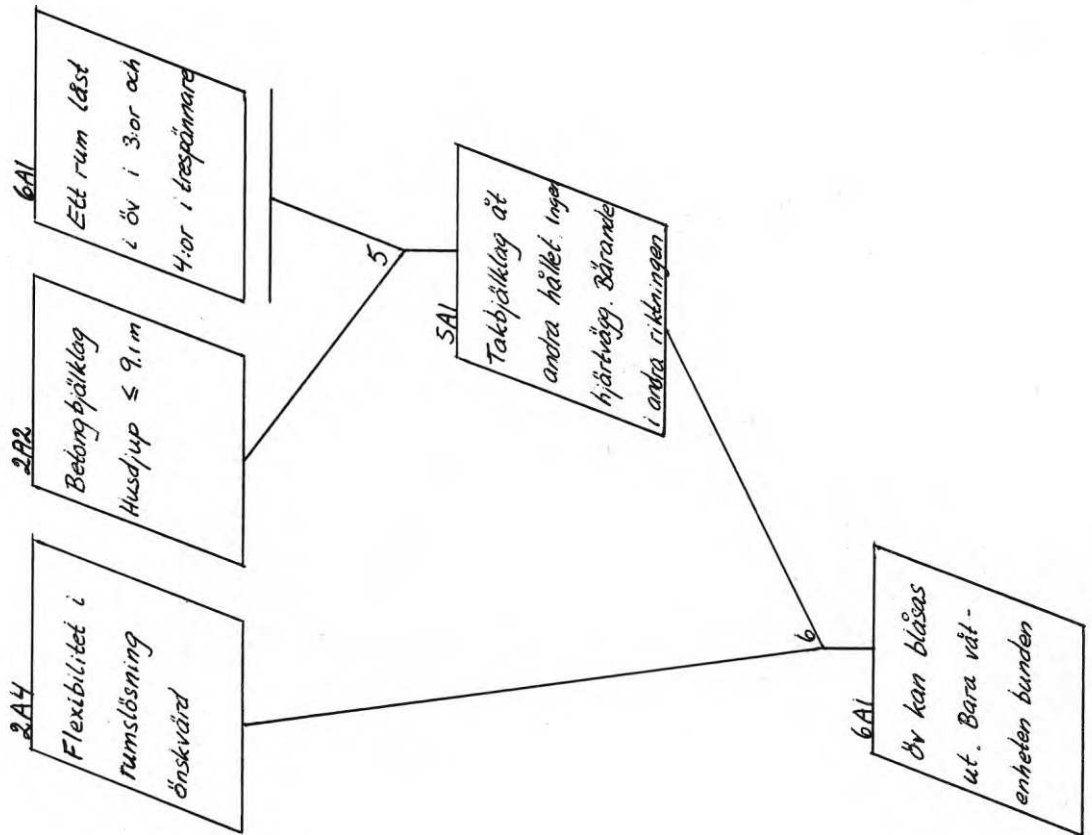 2A4
Flexibilitet i
rumslösning
önskvärd
2A2
Betongbjälklag
Husdjup ≤ 9.1m
6A1
Ett rum låst
i öv i 3:or och
4:or i trespännare
5
5A1
Takbjälklag åt
andra hållet. Ingen
hjärtvägg. Bärande
i andra riktningen
6
6A1
Öv kan blåsas
ut. Bara våt-
enheten bunden